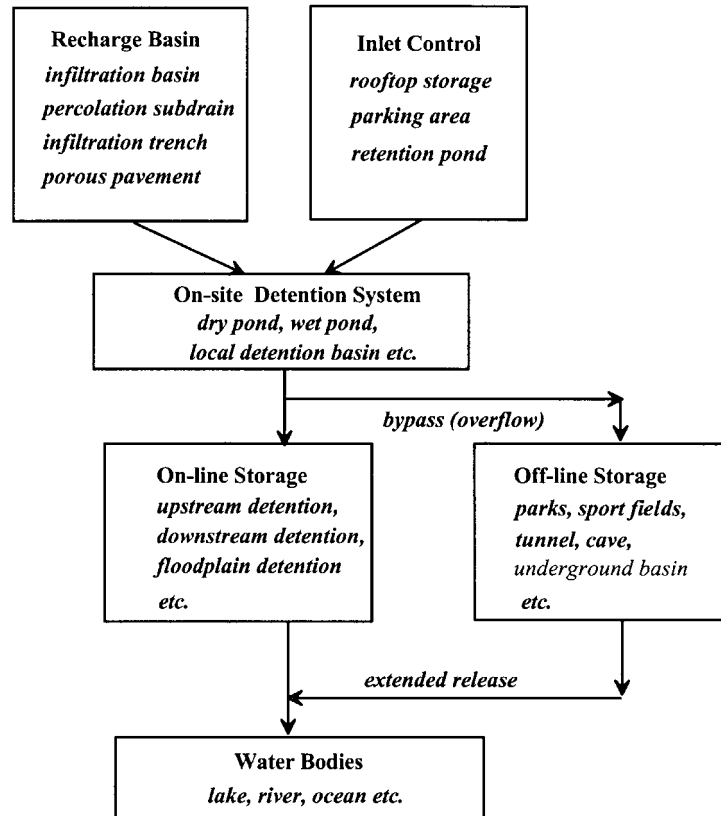 Recharge Basin
infiltration basin
percolation subdrain
infiltration trench
porous pavement
Inlet Control
rooftop storage
parking area
retention pond
On-site Detention System
dry pond, wet pond,
local detention basin etc.
bypass (overflow)
On-line Storage
upstream detention,
downstream detention,
floodplain detention
etc.
Off-line Storage
parks, sport fields,
tunnel, cave,
underground basin
etc.
extended release
Water Bodies
lake, river, ocean etc.